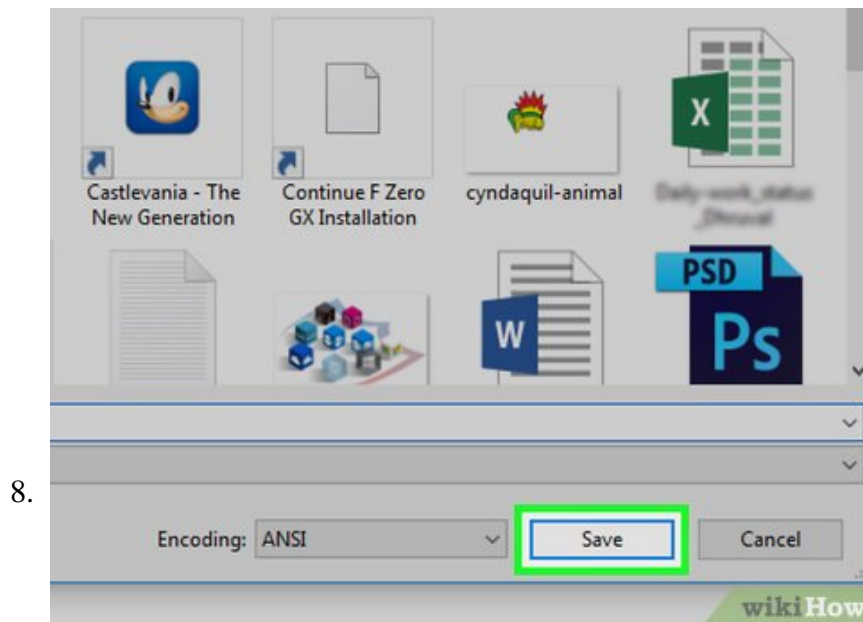 Castlevania - The
New Generation
Continue F Zero
GX Installation
cyndaquil-animal
X
W
PSD
Ps
8.
Encoding: ANSI
Save
Cancel
wikiHow